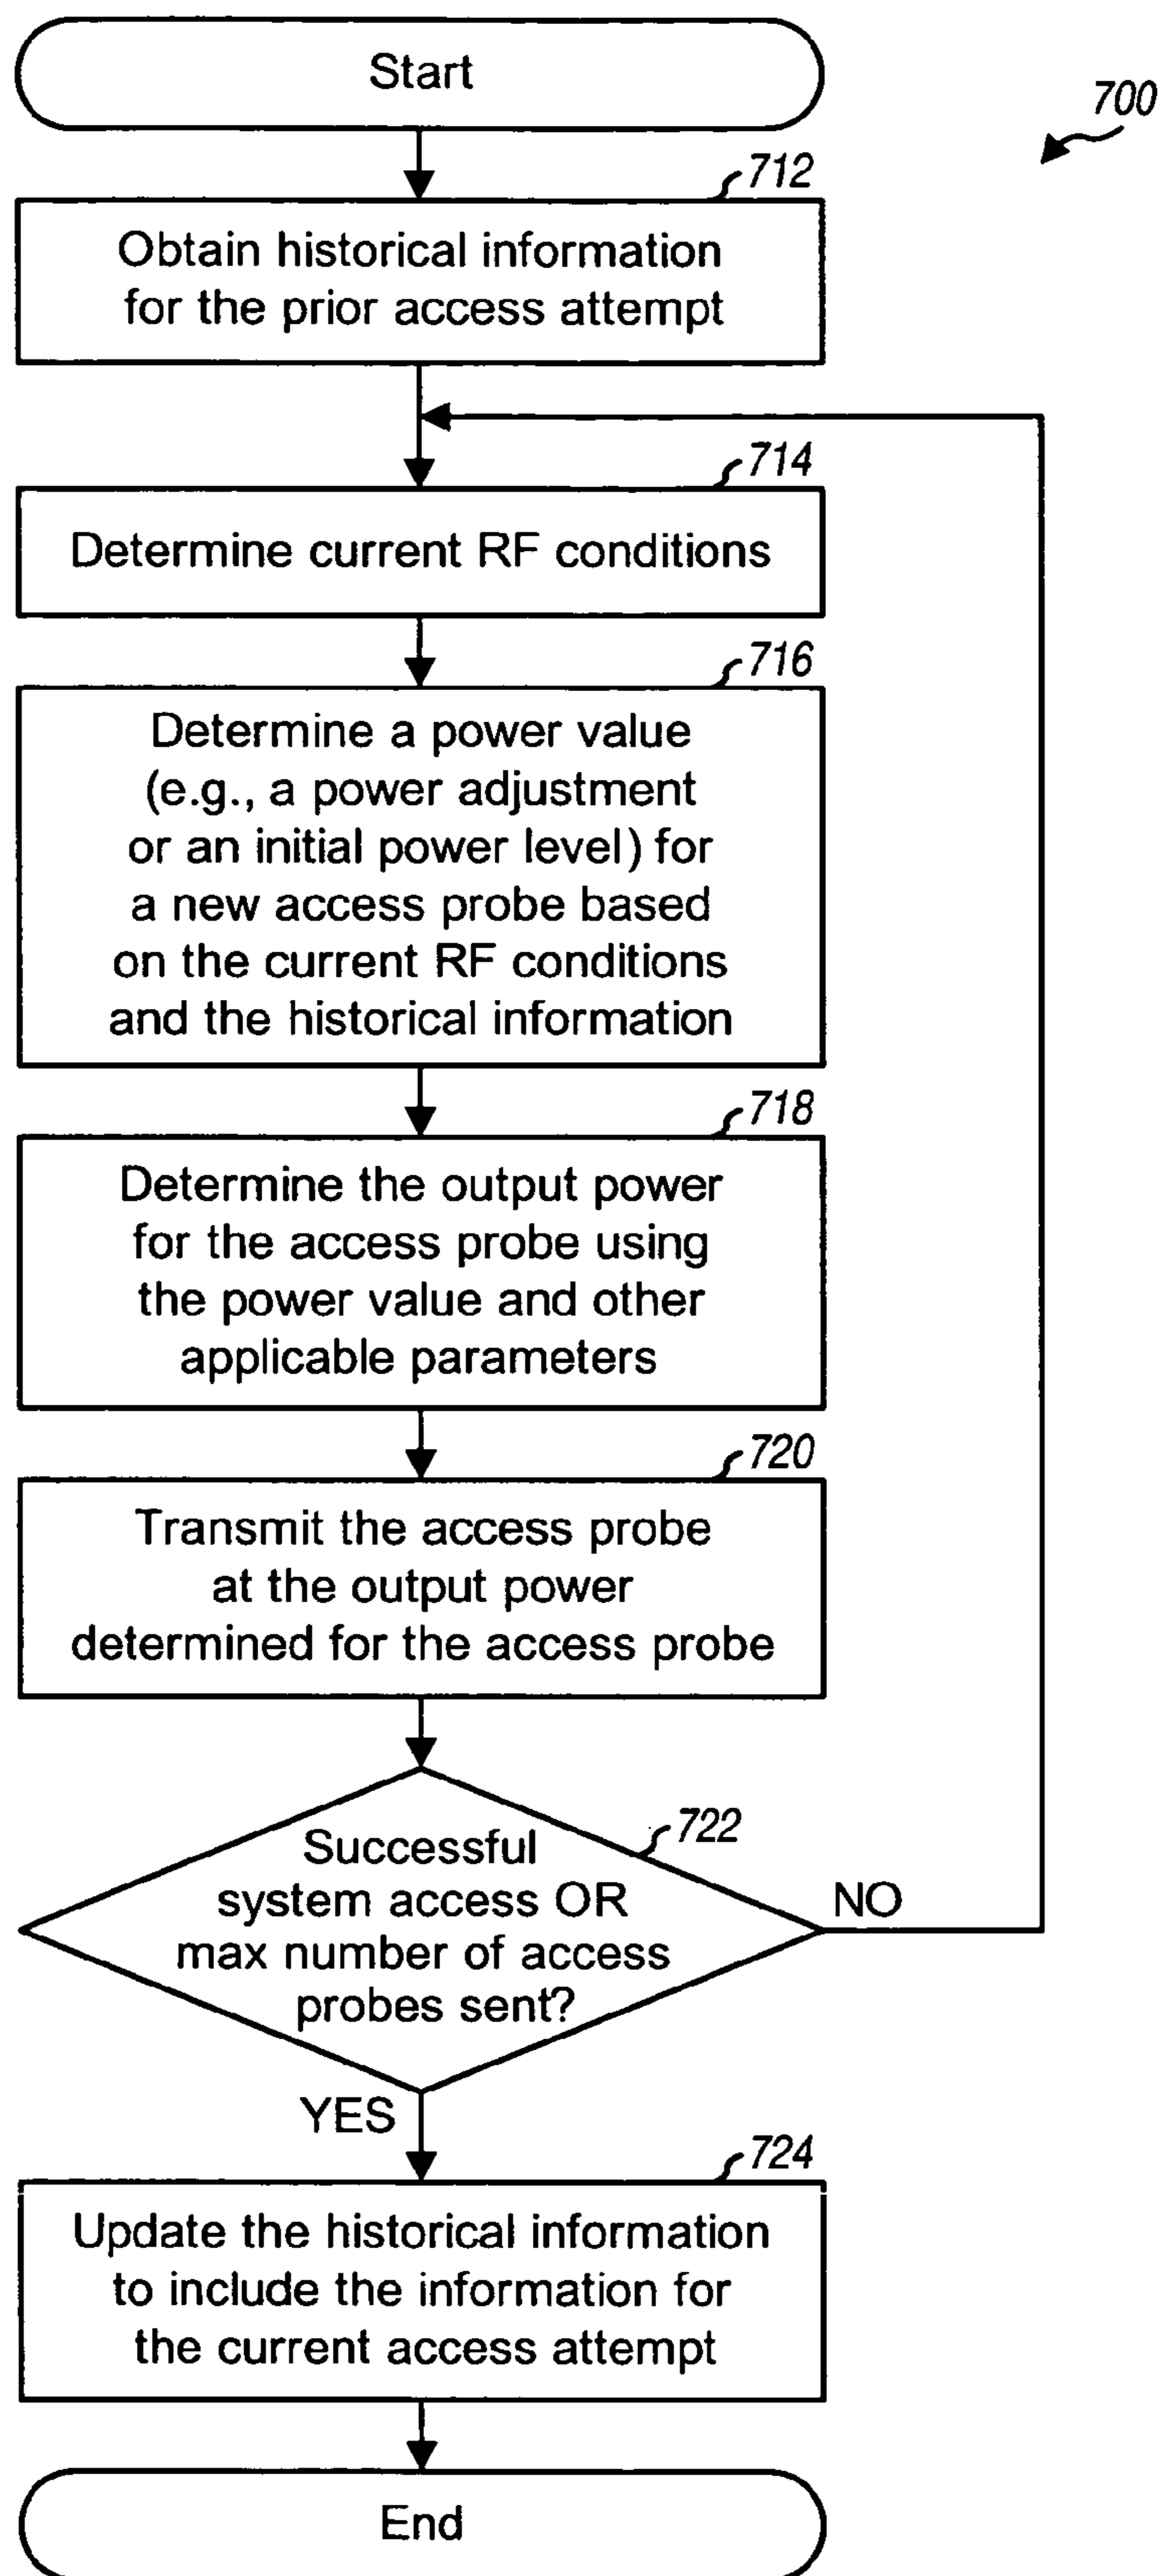 Start
700
712
Obtain historical information
for the prior access attempt
714
Determine current RF conditions
716
Determine a power value
(e.g., a power adjustment
or an initial power level) for
a new access probe based
on the current RF conditions
and the historical information
718
Determine the output power
for the access probe using
the power value and other
applicable parameters
720
Transmit the access probe
at the output power
determined for the access probe
722
Successful
system access OR
max number of access
probes sent?
NO
YES
724
Update the historical information
to include the information for
the current access attempt
End